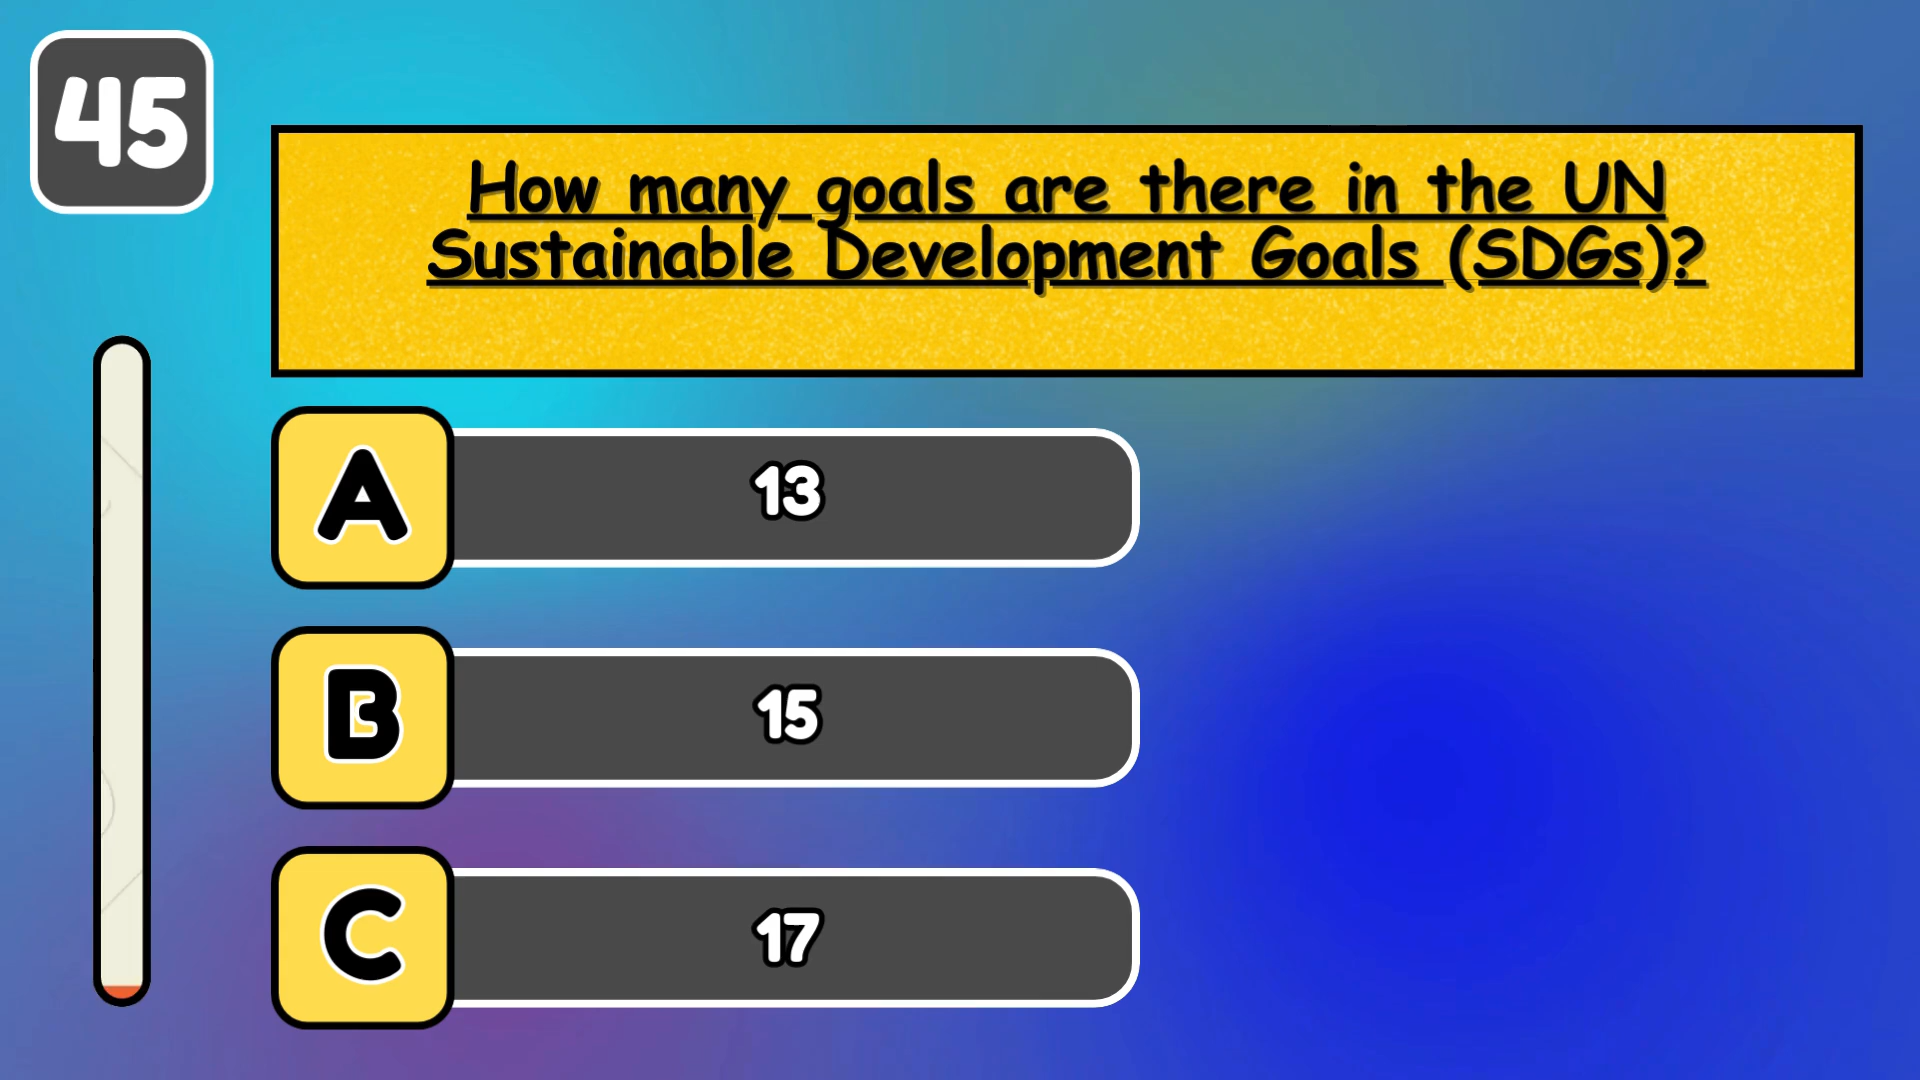 45
How many goals are there in the UN
Sustainable Development Goals (SDGs)?
A
13
B
15
C
17